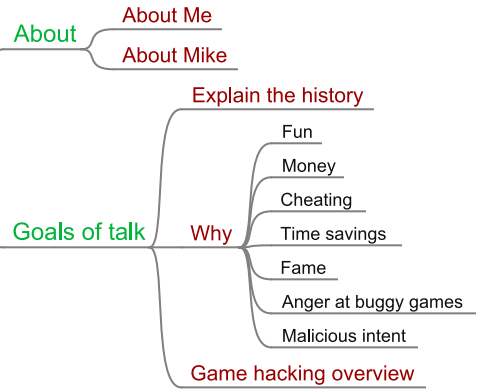 About
About Me
About Mike
Goals of talk
Explain the history
Why
Fun
Money
Cheating
Time savings
Fame
Anger at buggy games
Malicious intent
Game hacking overview